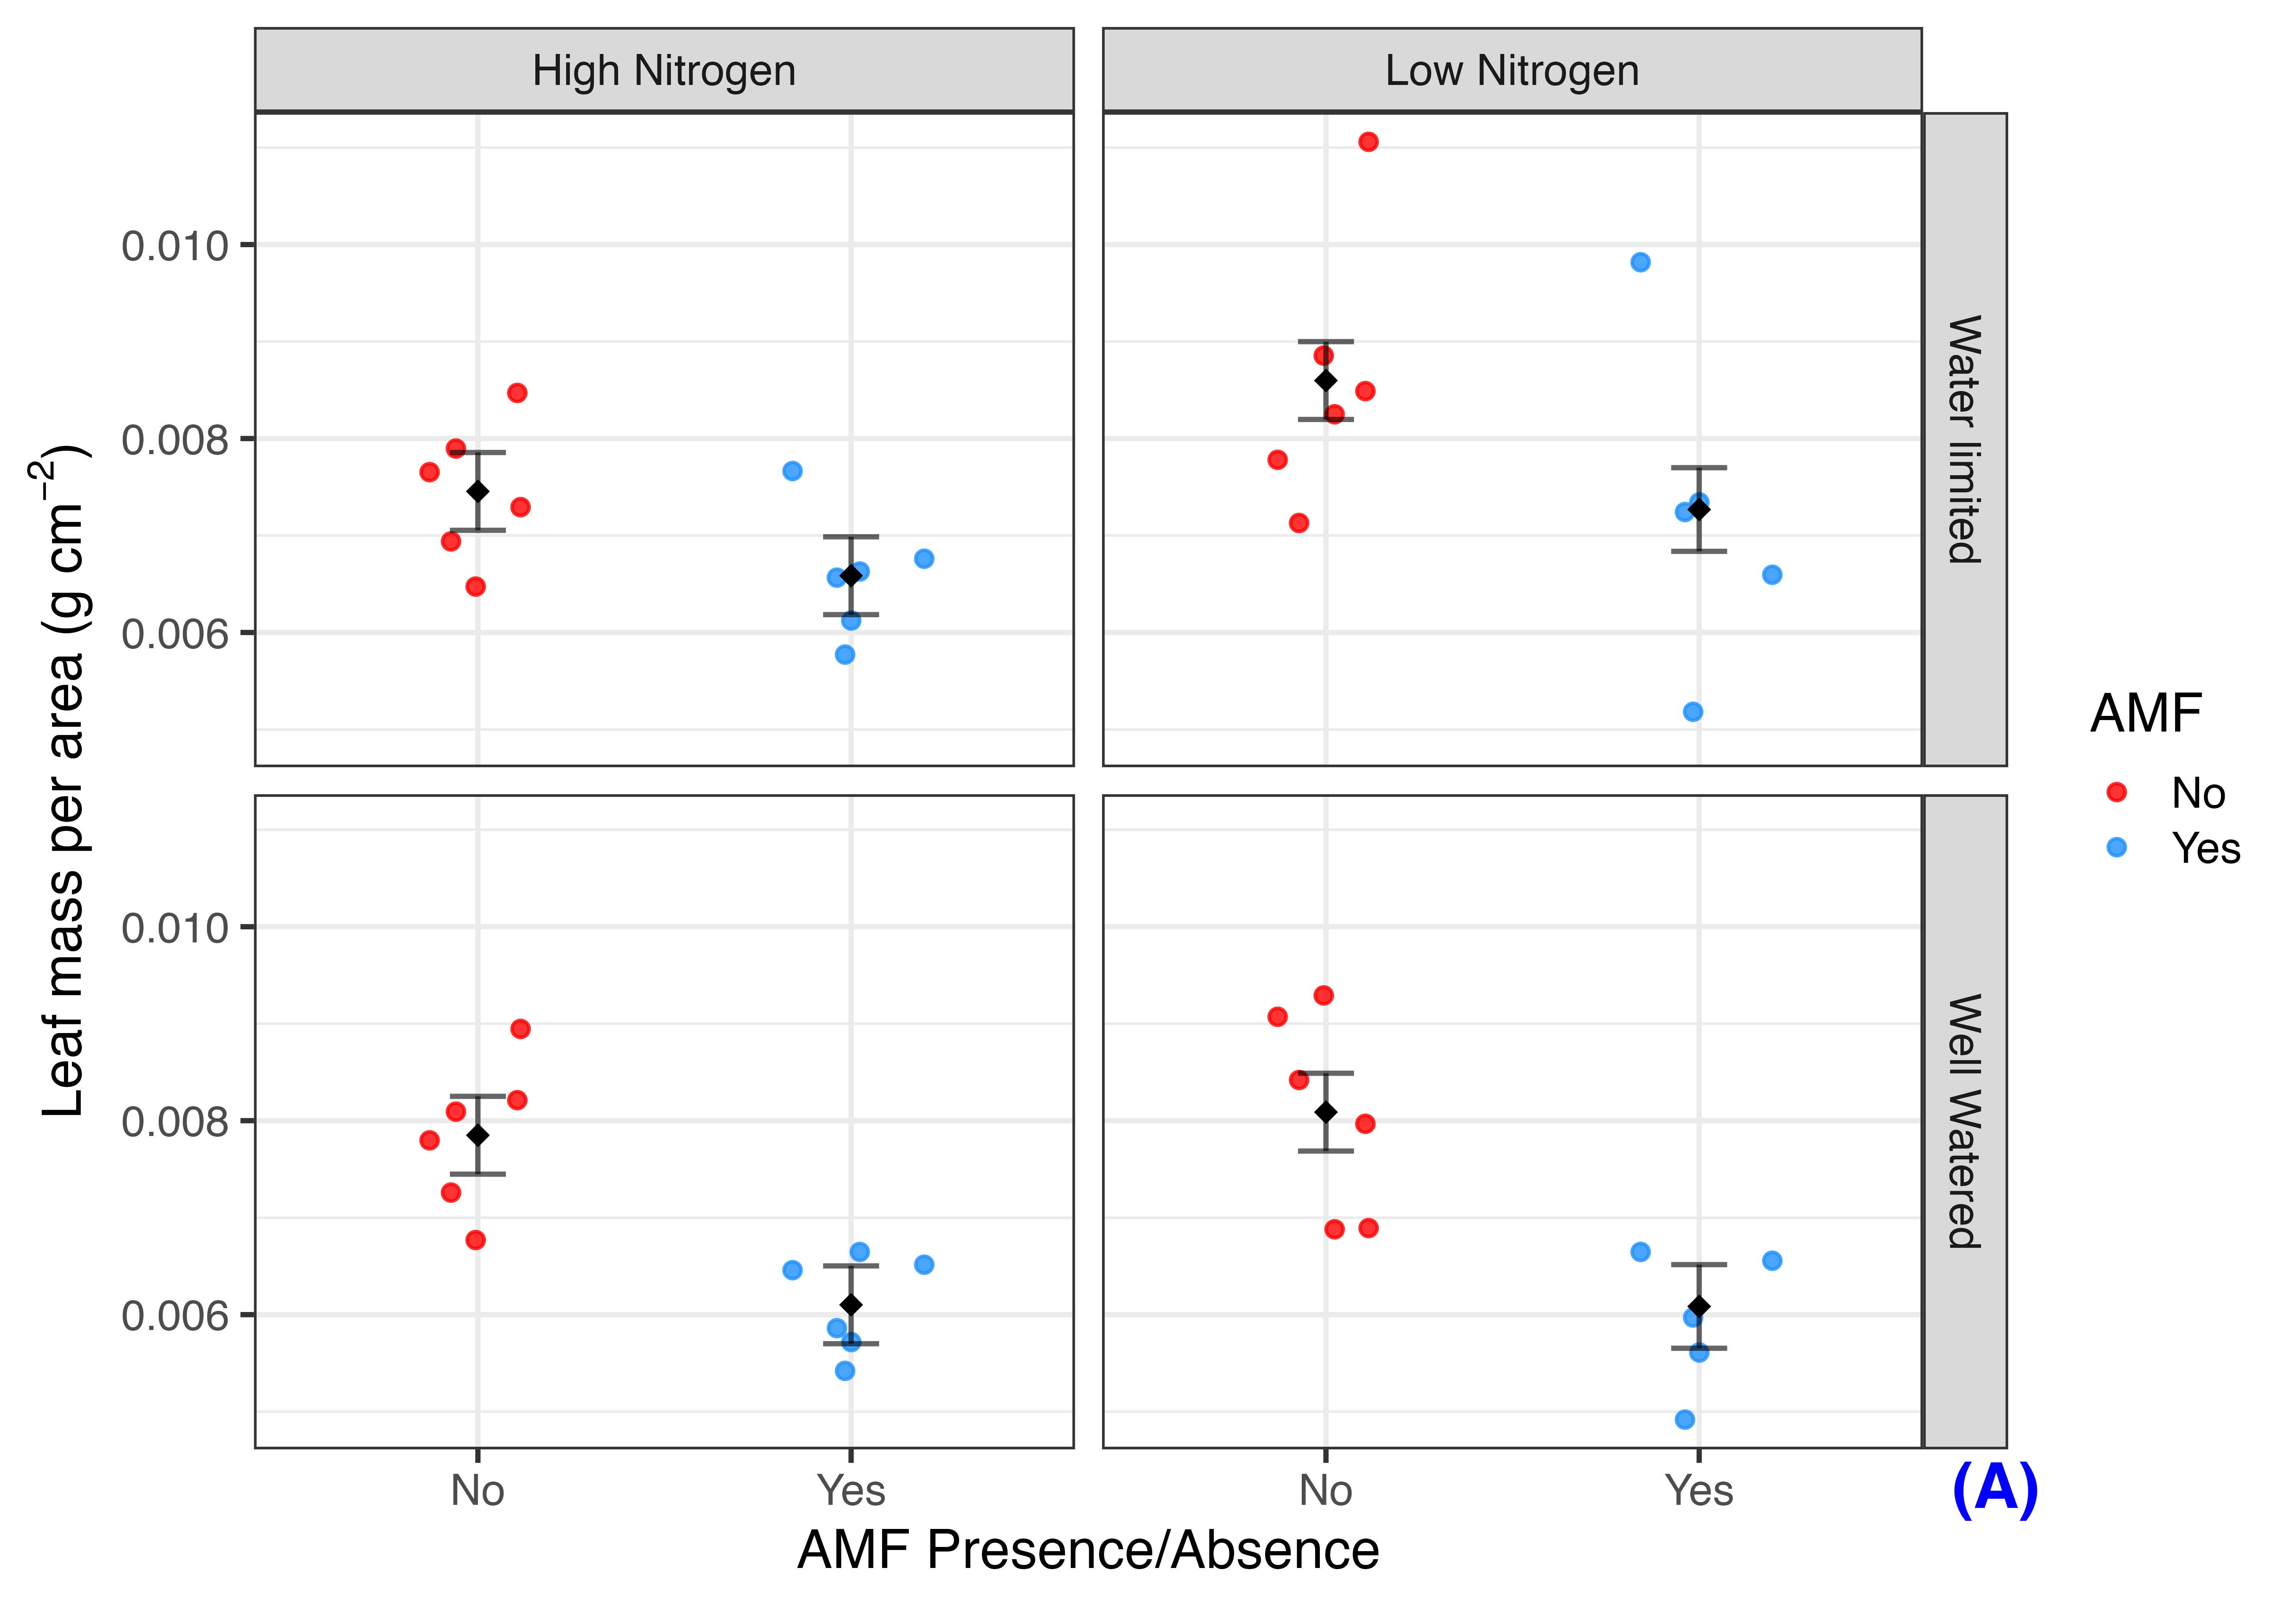 High Nitrogen
Low Nitrogen
0.010
0.008
0.006
Water limited
0.010
0.008
0.006
Well Watered
Leaf mass per area (g cm⁻²)
No
Yes
No
Yes
(A)
AMF Presence/Absence
AMF
No
Yes